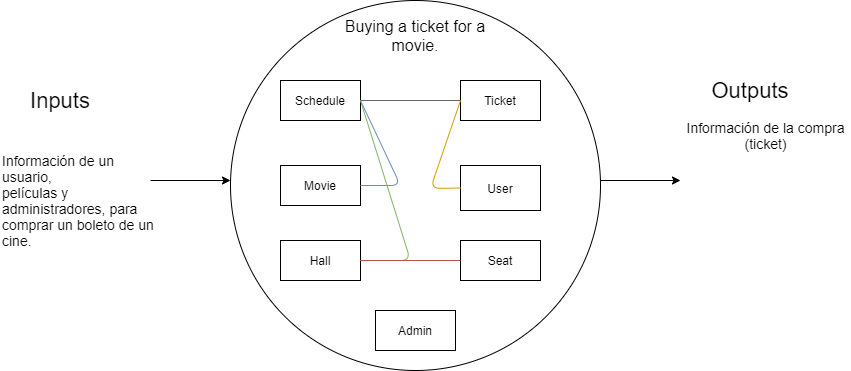 Buying a ticket for a
movie.
Inputs
Información de un
usuario,
películas y
administradores, para
comprar un boleto de un
cine.
Schedule
Ticket
Movie
User
Hall
Seat
Admin
Outputs
Información de la compra
(ticket)